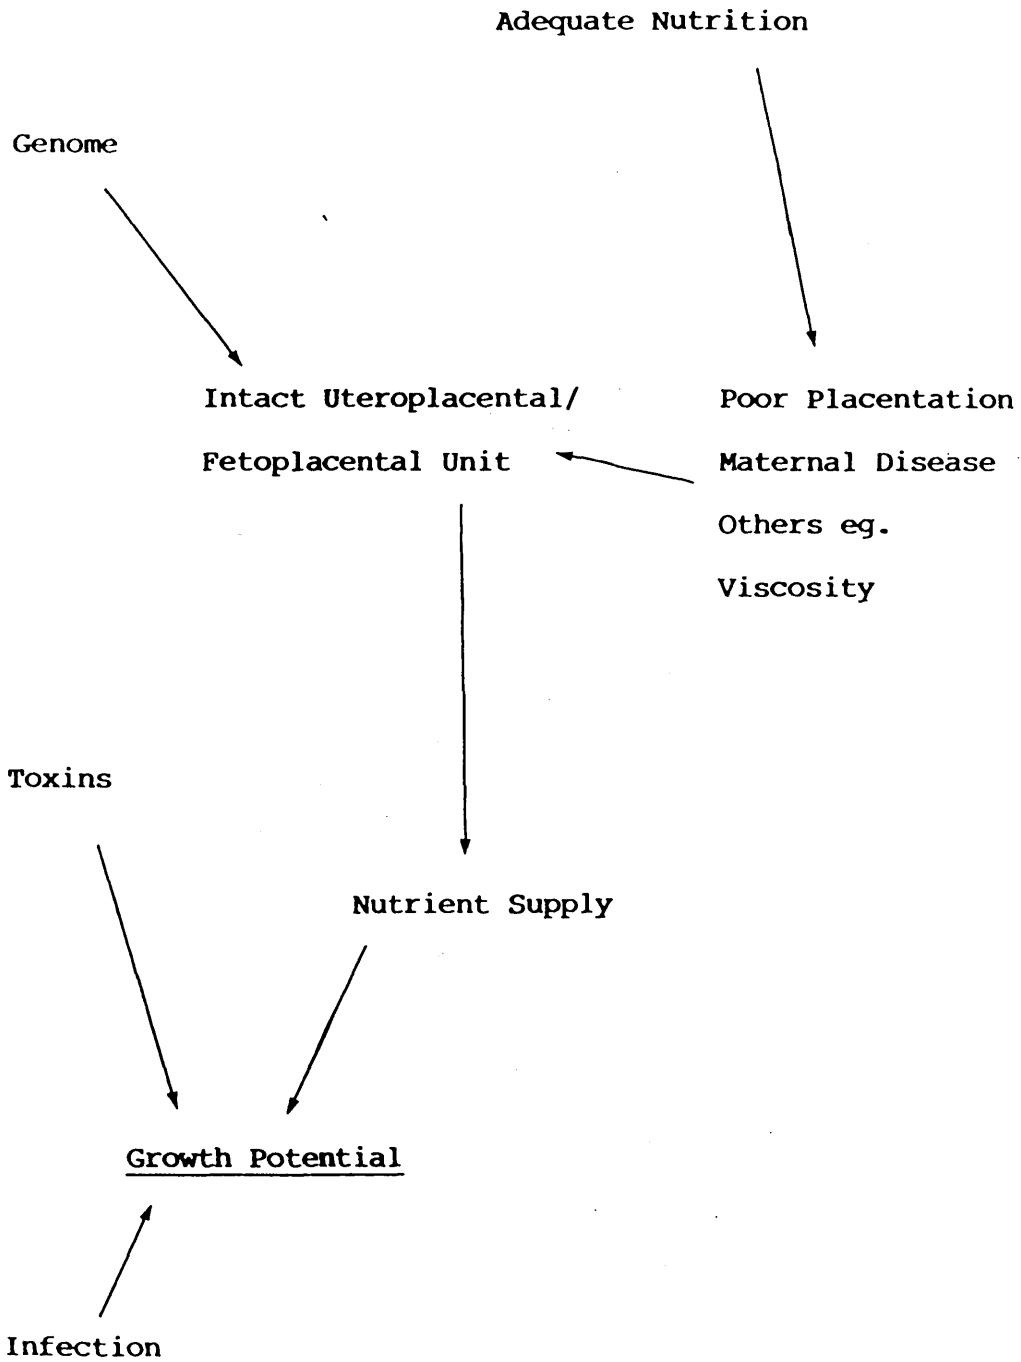 Adequate Nutrition
Genome
Intact Uteroplacental/
Fetoplacental Unit
Poor Placentation
Maternal Disease
Others eg.
Viscosity
Toxins
Nutrient Supply
Growth Potential
Infection